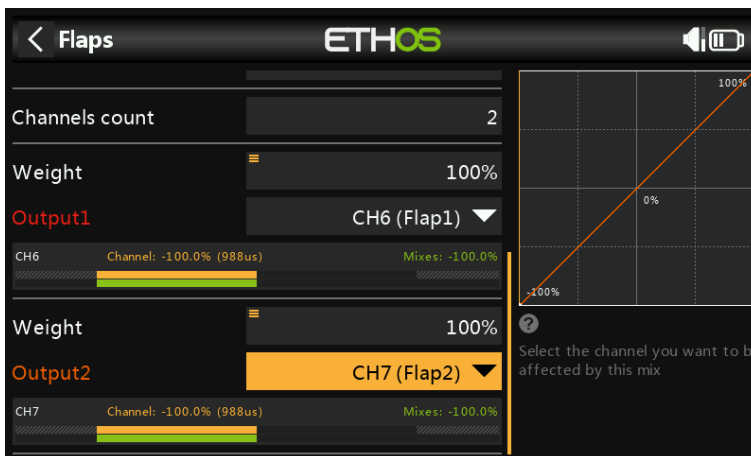 Flaps
ETHOS
Channels count 2
Weight 100%
Output1 CH6 (Flap1)
CH6 Channel: -100.0% (988us) Mixes: -100.0%
Weight 100%
Output2 CH7 (Flap2)
CH7 Channel: -100.0% (988us) Mixes: -100.0%
100%
0%
-100%
?
Select the channel you want to b
affected by this mix